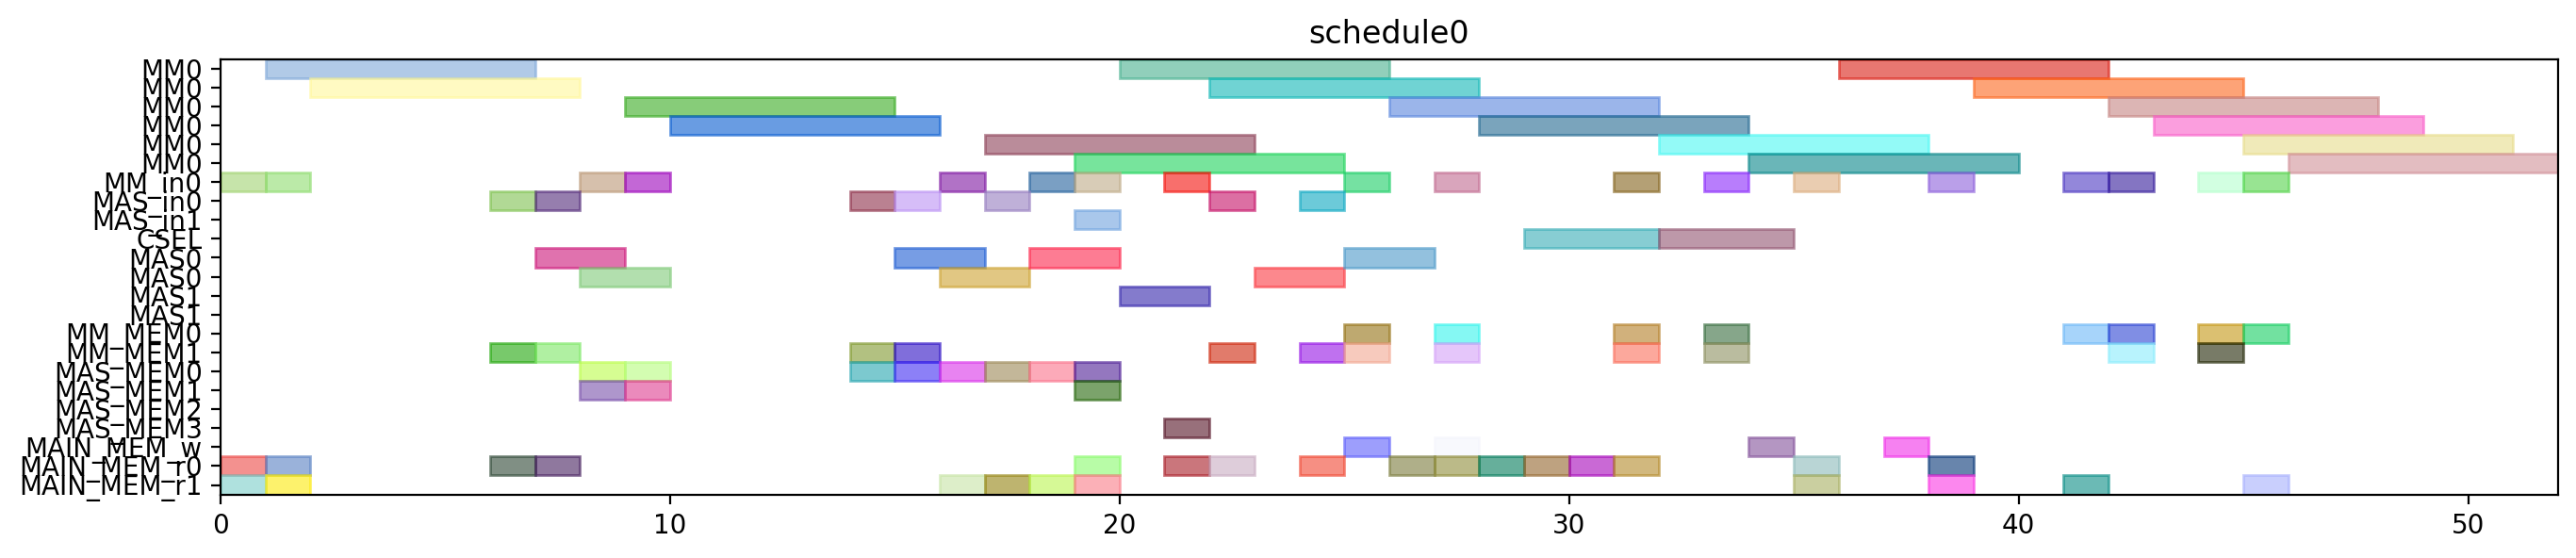 schedule0
MM0
MM0
MM0
MM0
MM0
MM0
MM_in0
MAS_in0
MAS_in1
CSEL
MAS0
MAS0
MAS1
MAS1
MM_MEM0
MM_MEM1
MAS_MEM0
MAS_MEM1
MAS_MEM2
MAS_MEM3
MAIN_MEM_w
MAIN_MEM_r0
MAIN_MEM_r1
0 10 20 30 40 50